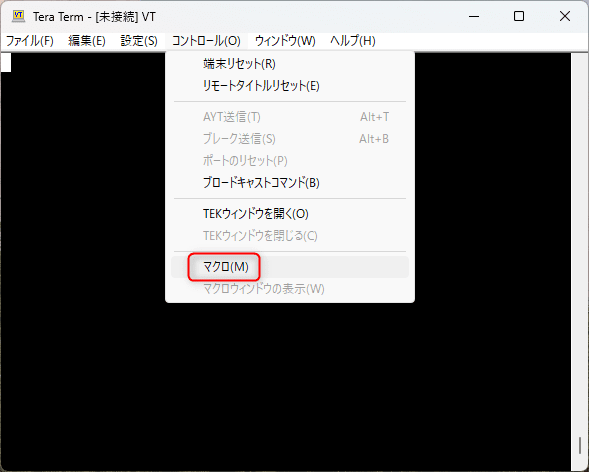 VT Tera Term - [未接続] VT
ファイル(F) 編集(E) 設定(S) コントロール(O) ウィンドウ(W) ヘルプ(H)
端末リセット(R)
リモートタイトルリセット(E)
AYT送信(T) Alt+T
ブレーク送信(S) Alt+B
ポートのリセット(P)
ブロードキャストコマンド(B)
TEKウィンドウを開く(O)
TEKウィンドウを閉じる(C)
マクロ(M)
マクロウィンドウの表示(W)